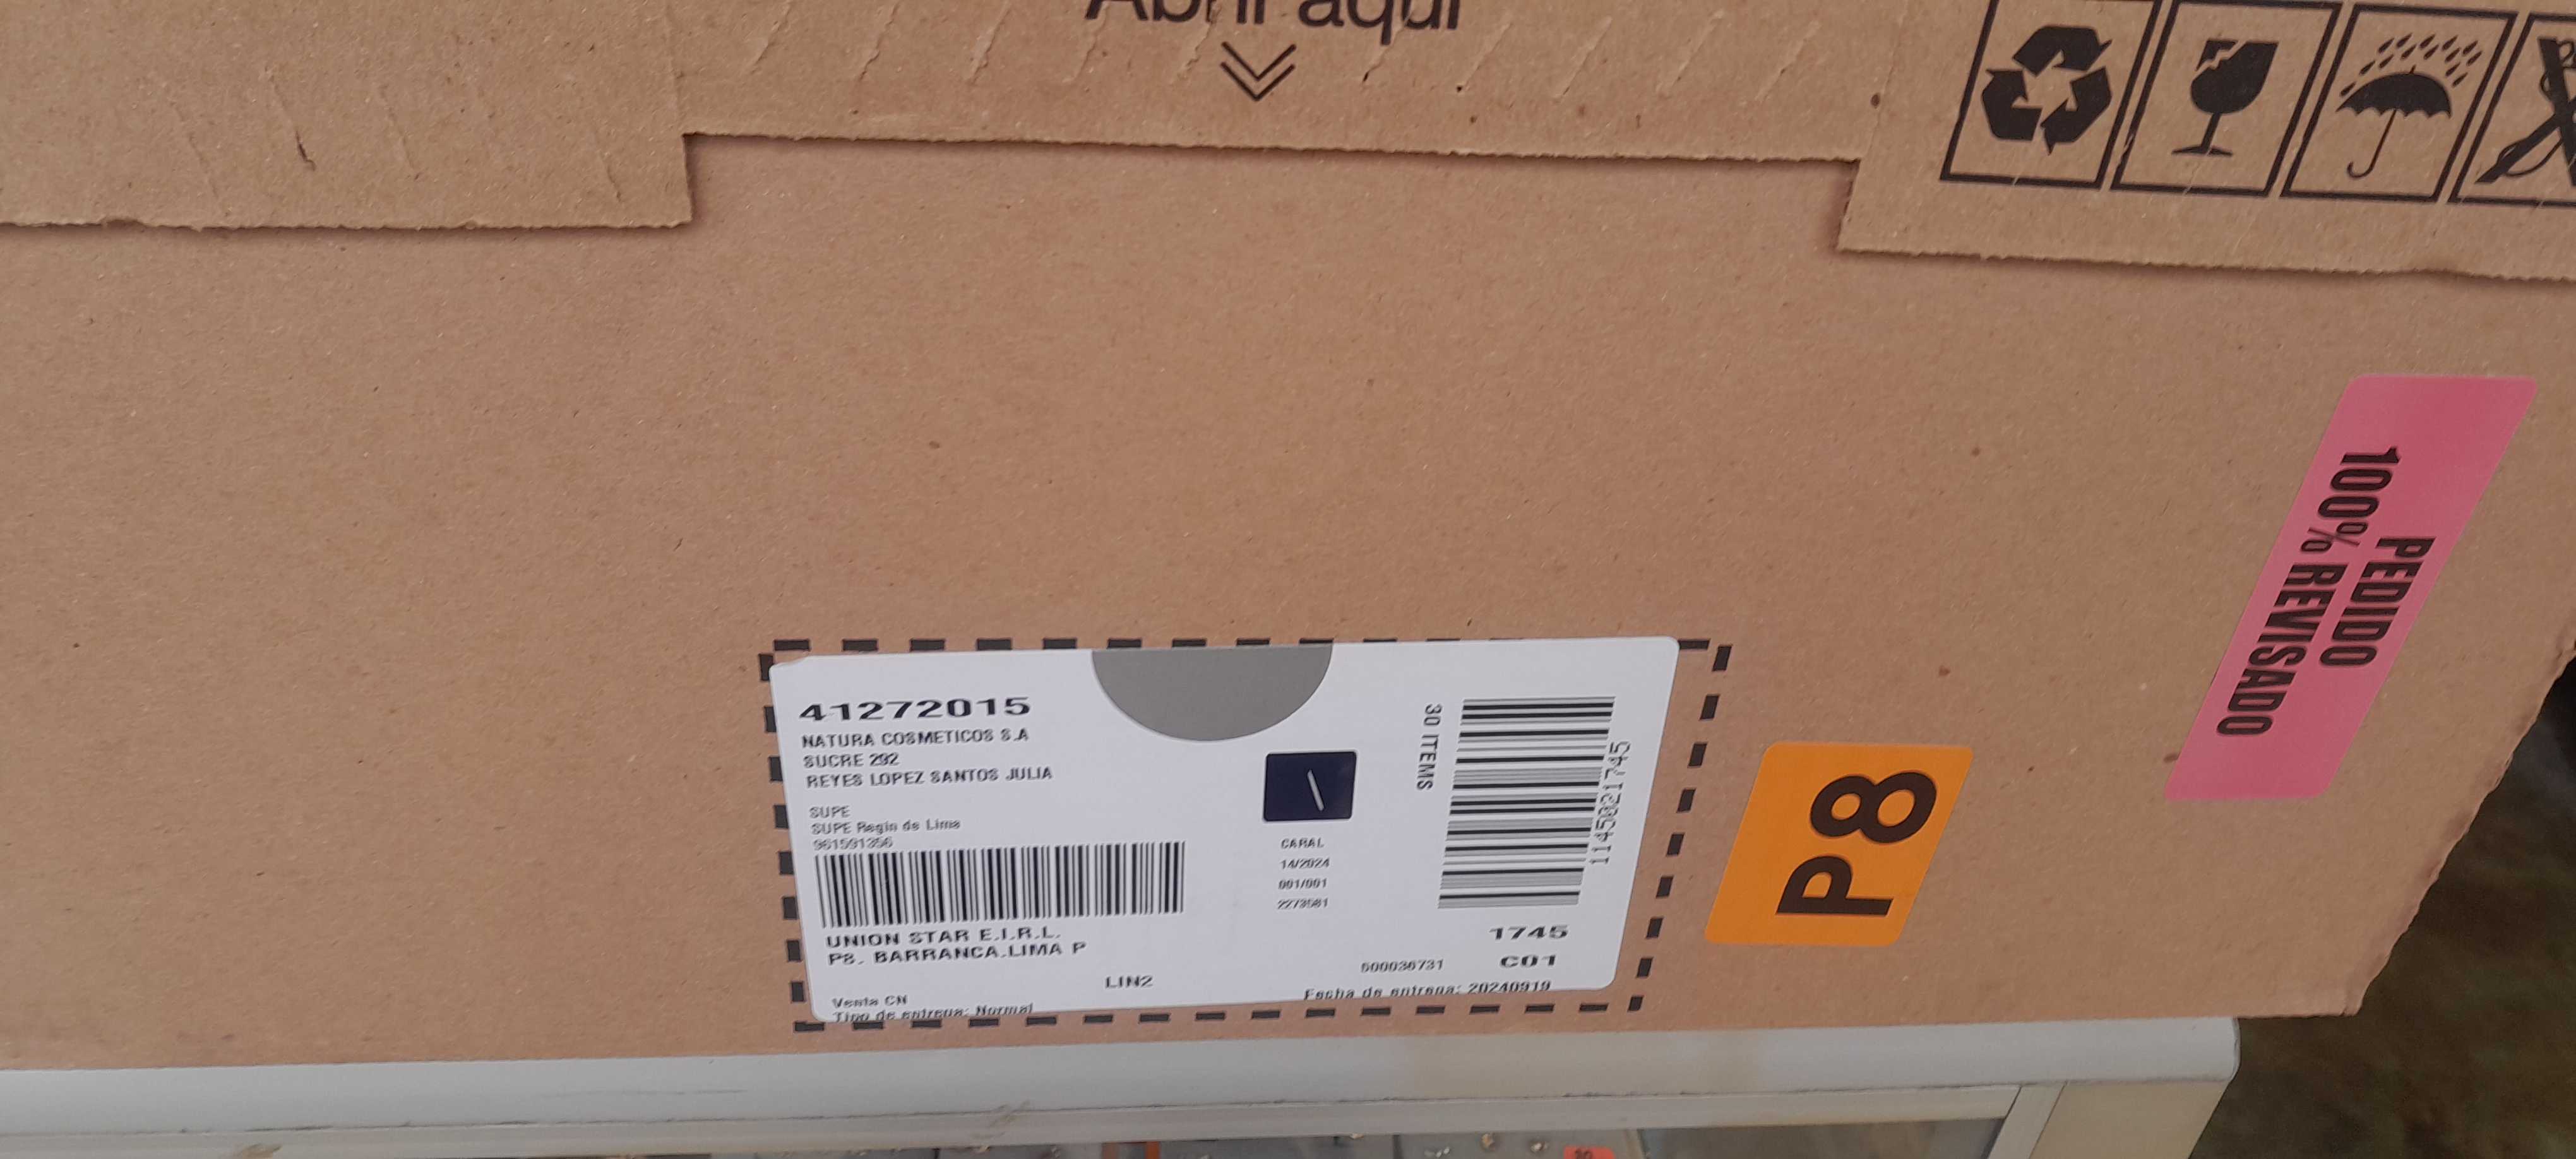 Abrir aquí
PEDIDO
100% REVISADO
P8
41272015
NATURA COSMETICOS S.A
SUCRE 292
REYES LOPEZ SANTOS JULIA
SUPE
SUPE Regin de Lima
961591356
UNION STAR E.I.R.L.
P8. BARRANCA.LIMA P
LIN2
Venta CN
Tipo de entrega: Normal
CARAL
14/2024
001/001
2273581
30 ITEMS
1745
C01
500036731
Fecha de entrega: 20240919